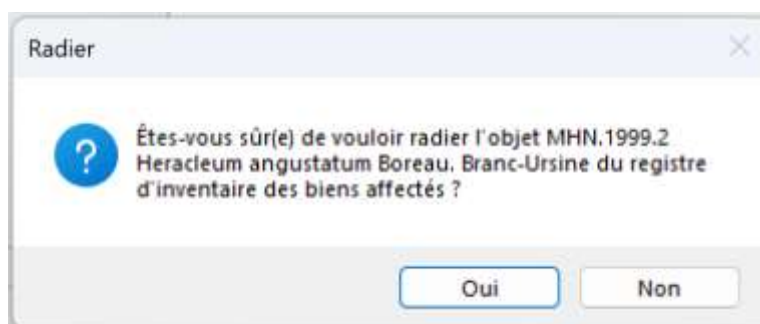 Radier
Êtes-vous sûr(e) de vouloir radier l'objet MHN.1999.2
Heracleum angustatum Boreau. Branc-Ursine du registre
d'inventaire des biens affectés ?
Oui
Non